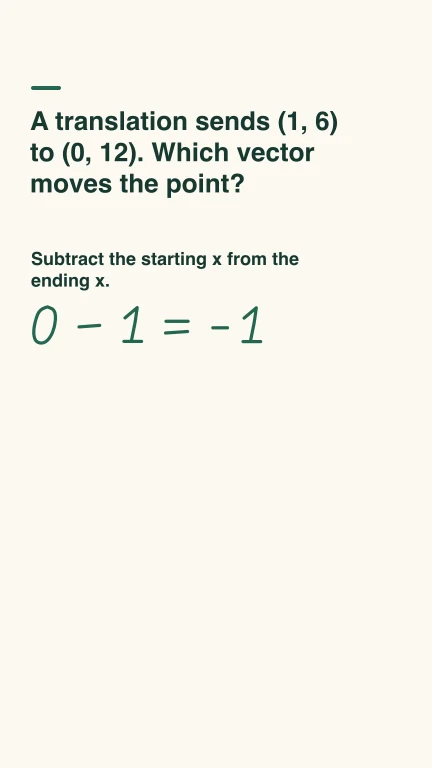 A translation sends (1, 6)
to (0, 12). Which vector
moves the point?
Subtract the starting x from the
ending x.
0 − 1 = -1